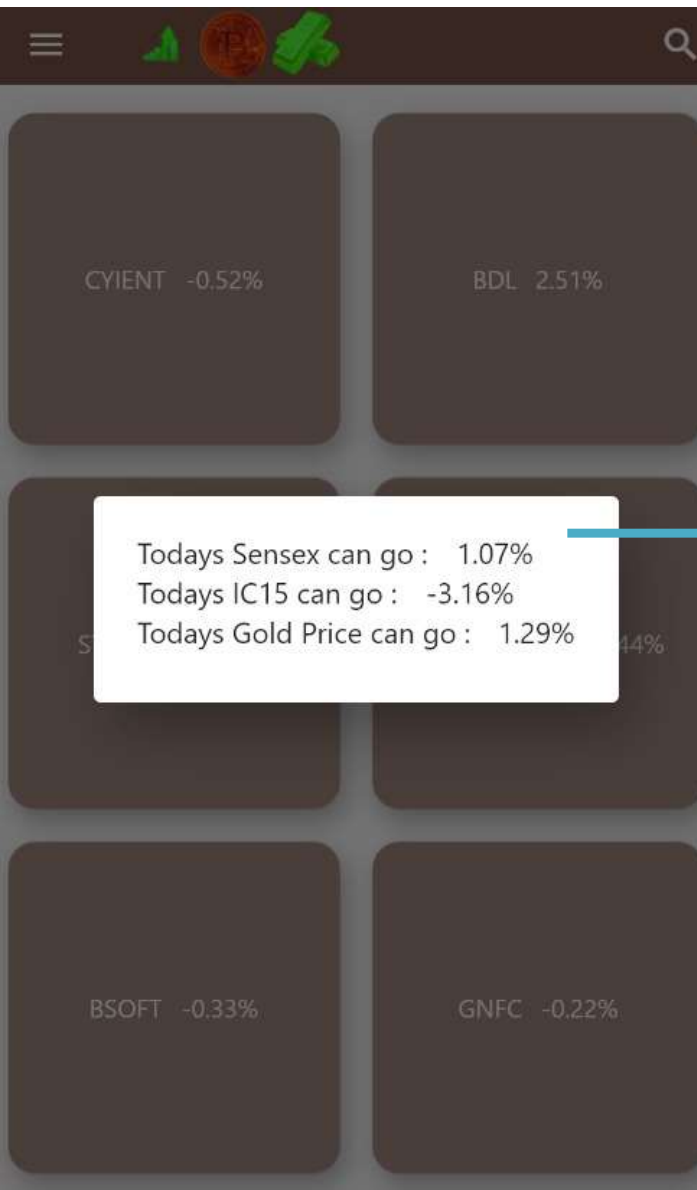 CYIENT -0.52%
BDL 2.51%
Todays Sensex can go : 1.07%
Todays IC15 can go : -3.16%
Todays Gold Price can go : 1.29%
BSOFT -0.33%
GNFC -0.22%